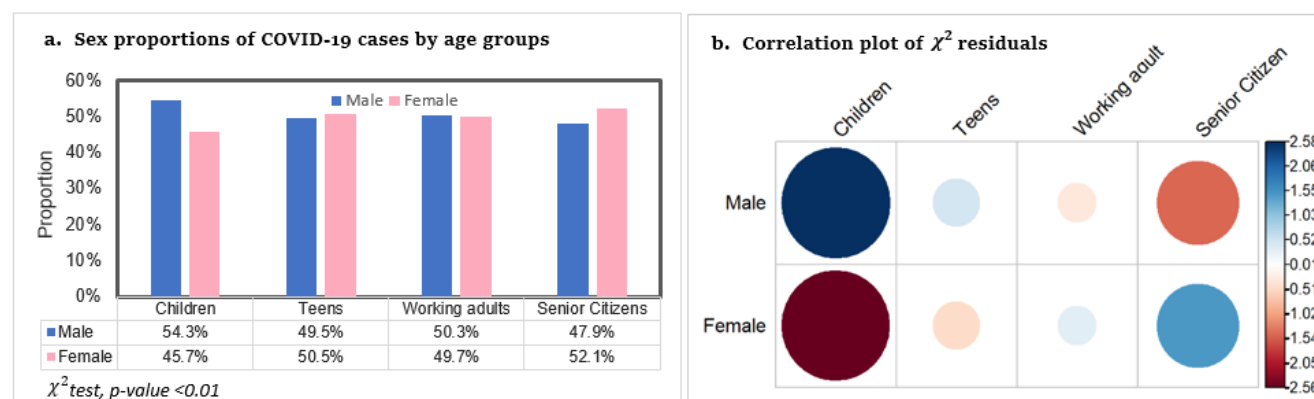 a. Sex proportions of COVID-19 cases by age groups
60%
50%
40%
30%
20%
10%
0%
Proportion
Male Female
Children Teens Working adults Senior Citizens
Male 54.3% 49.5% 50.3% 47.9%
Female 45.7% 50.5% 49.7% 52.1%
χ² test, p-value <0.01
b. Correlation plot of χ² residuals
Children Teens Working adult Senior Citizen
Male
Female
2.58
2.06
1.55
1.03
0.52
0.01
-0.51
-1.02
-1.54
-2.05
-2.56